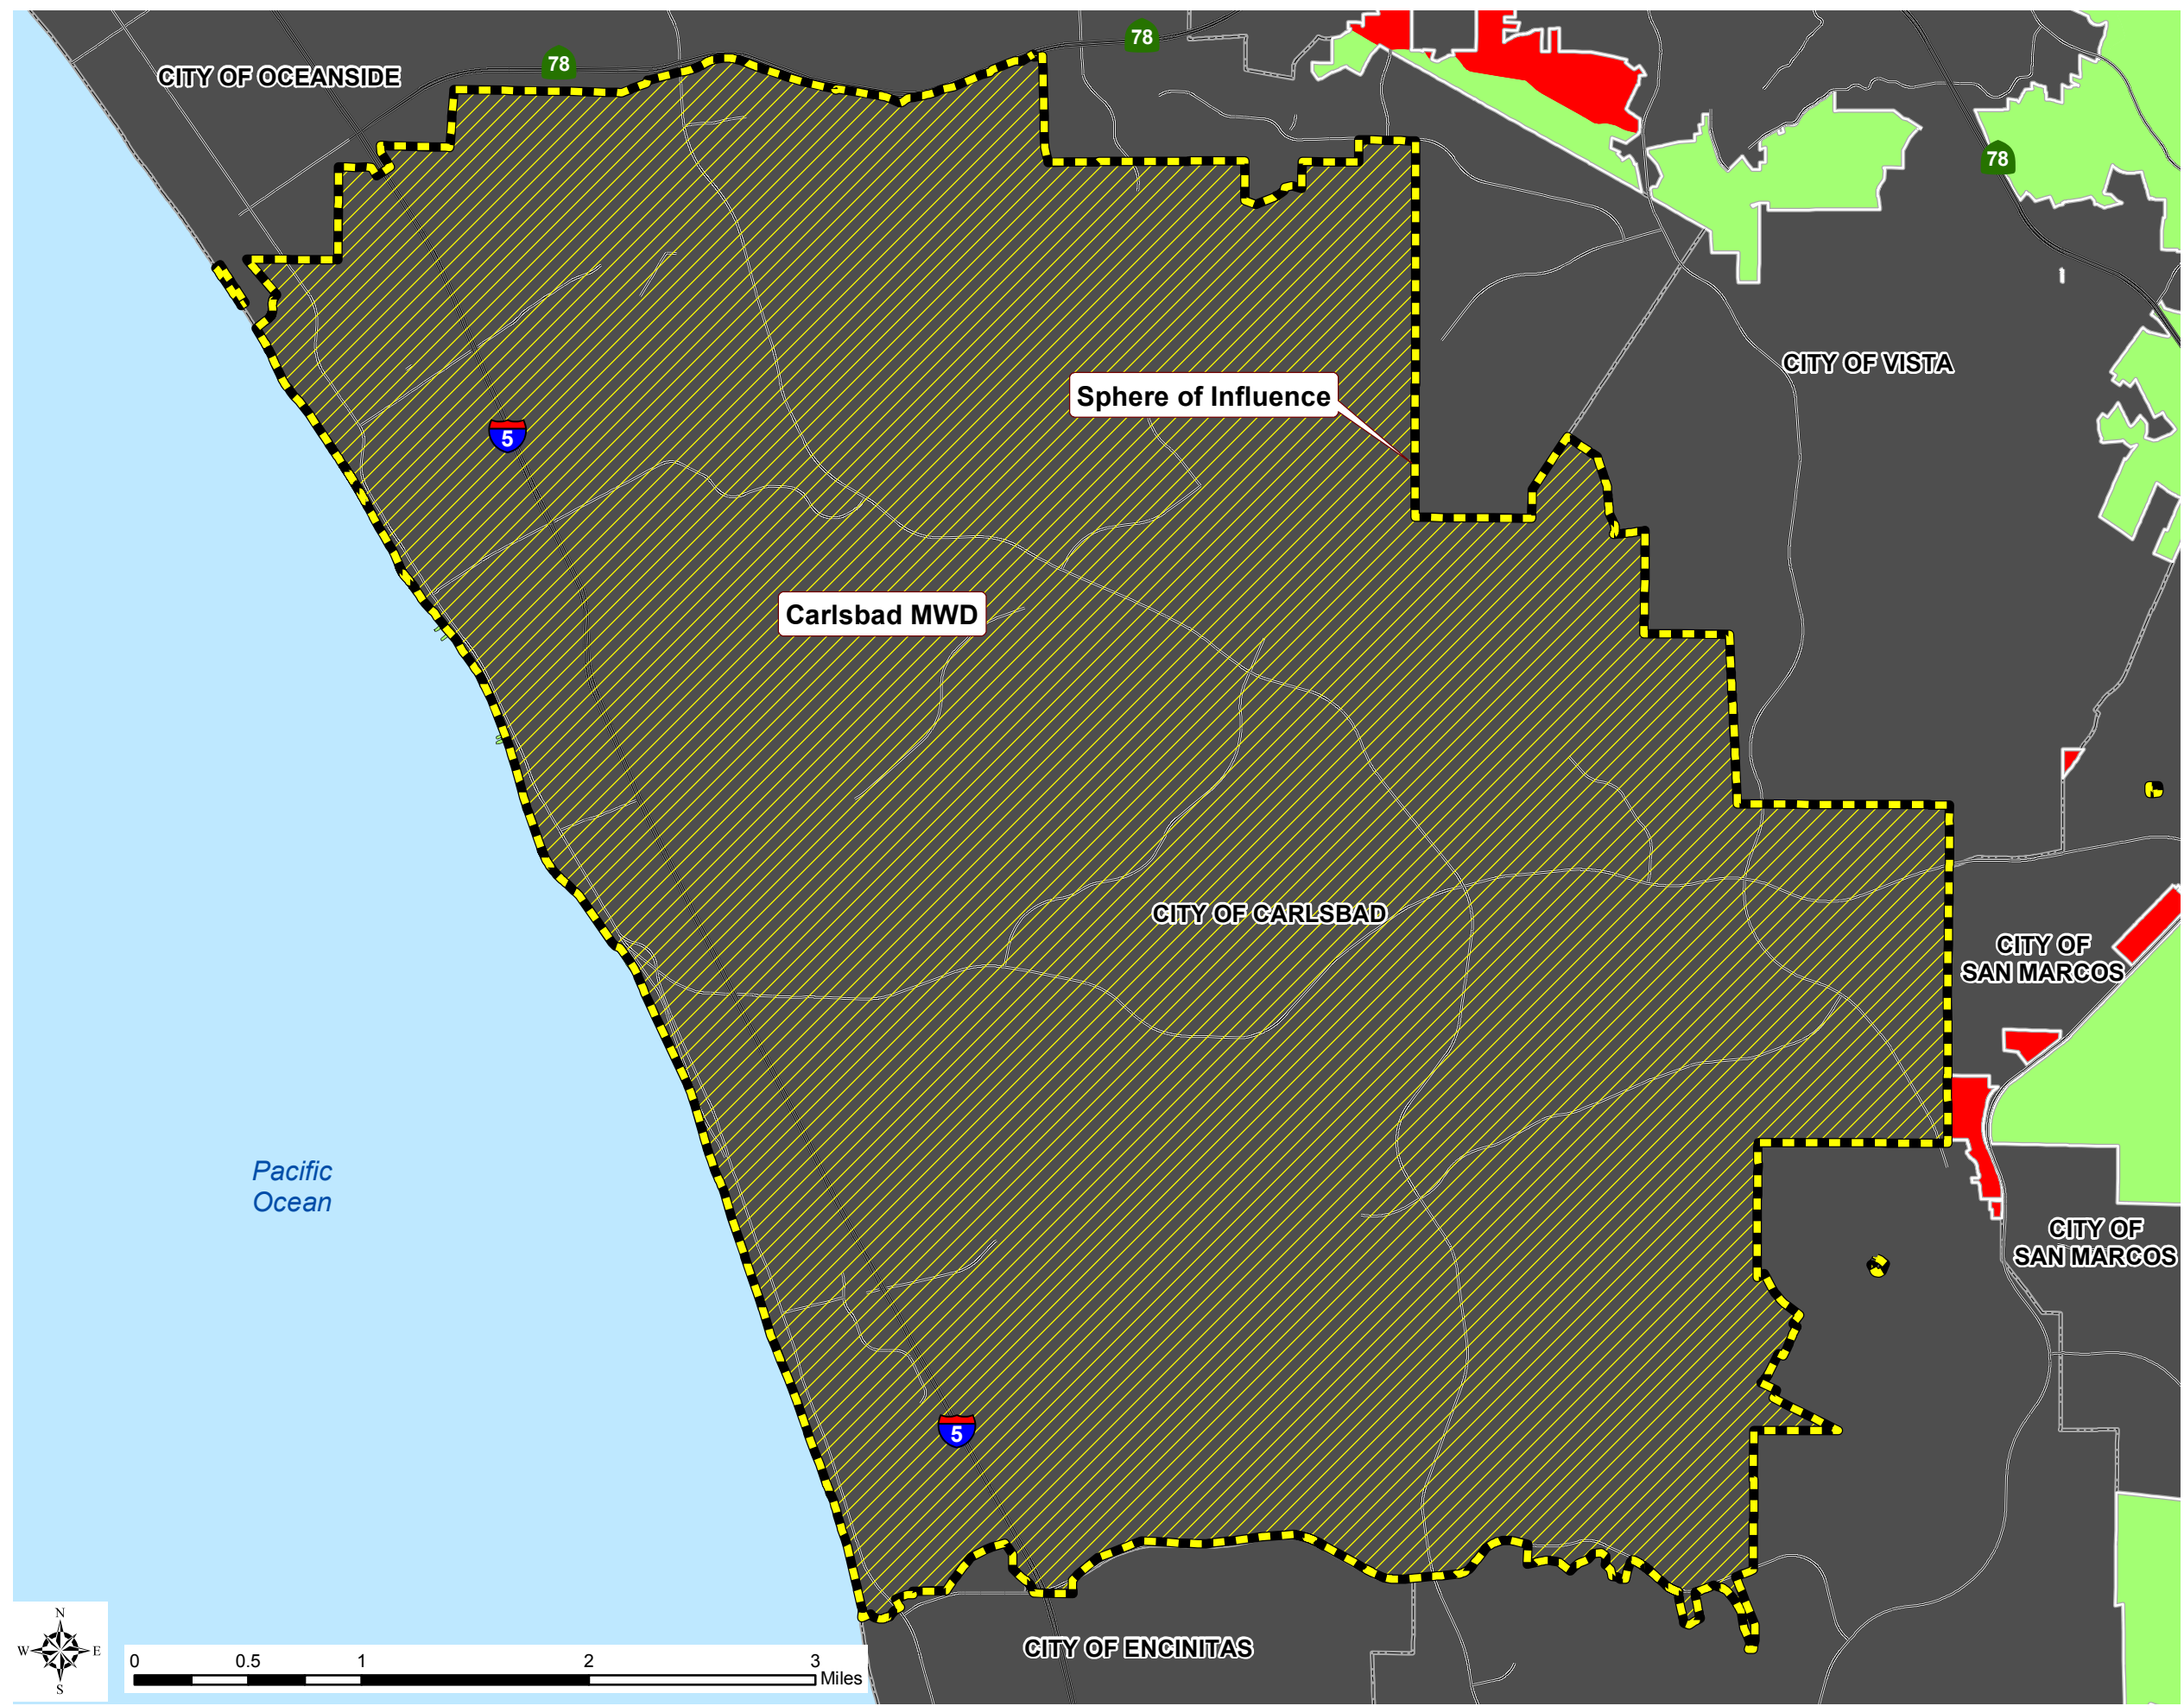 78
78
CITY OF OCEANSIDE
78
CITY OF VISTA
Sphere of Influence
5
Carlsbad MWD
CITY OF CARLSBAD
CITY OF
SAN MARCOS
Pacific
Ocean
CITY OF
SAN MARCOS
5
N
W E
S
CITY OF ENCINITAS
0 0.5 1 2 3
Miles